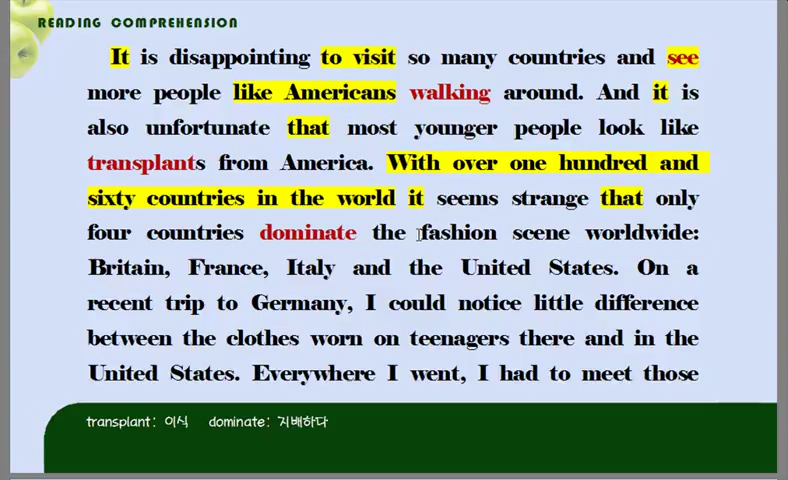 READING COMPREHENSION
It is disappointing to visit so many countries and see
more people like Americans walking around. And it is
also unfortunate that most younger people look like
transplants from America. With over one hundred and
sixty countries in the world it seems strange that only
four countries dominate the fashion scene worldwide:
Britain, France, Italy and the United States. On a
recent trip to Germany, I could notice little difference
between the clothes worn on teenagers there and in the
United States. Everywhere I went, I had to meet those
transplant: 이식 dominate: 지배하다